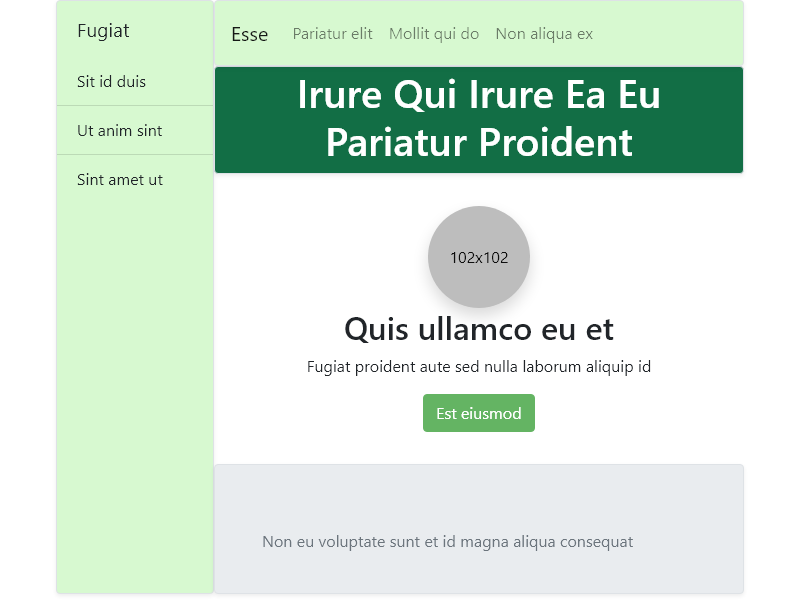 Fugiat
Sit id duis
Ut anim sint
Sint amet ut
Esse
Pariatur elit
Mollit qui do
Non aliqua ex
Irure Qui Irure Ea Eu
Pariatur Proident
102x102
Quis ullamco eu et
Fugiat proident aute sed nulla laborum aliquip id
Est eiusmod
Non eu voluptate sunt et id magna aliqua consequat